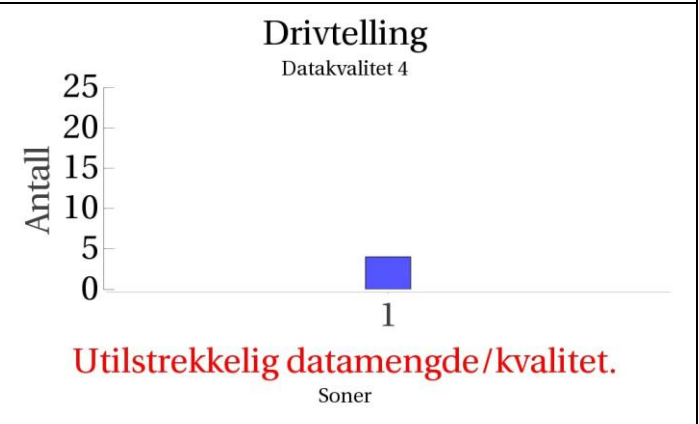 Drivtelling
Datakvalitet 4
25
20
15
10
5
0
Antall
1
Utilstrekkelig datamengde/kvalitet.
Soner